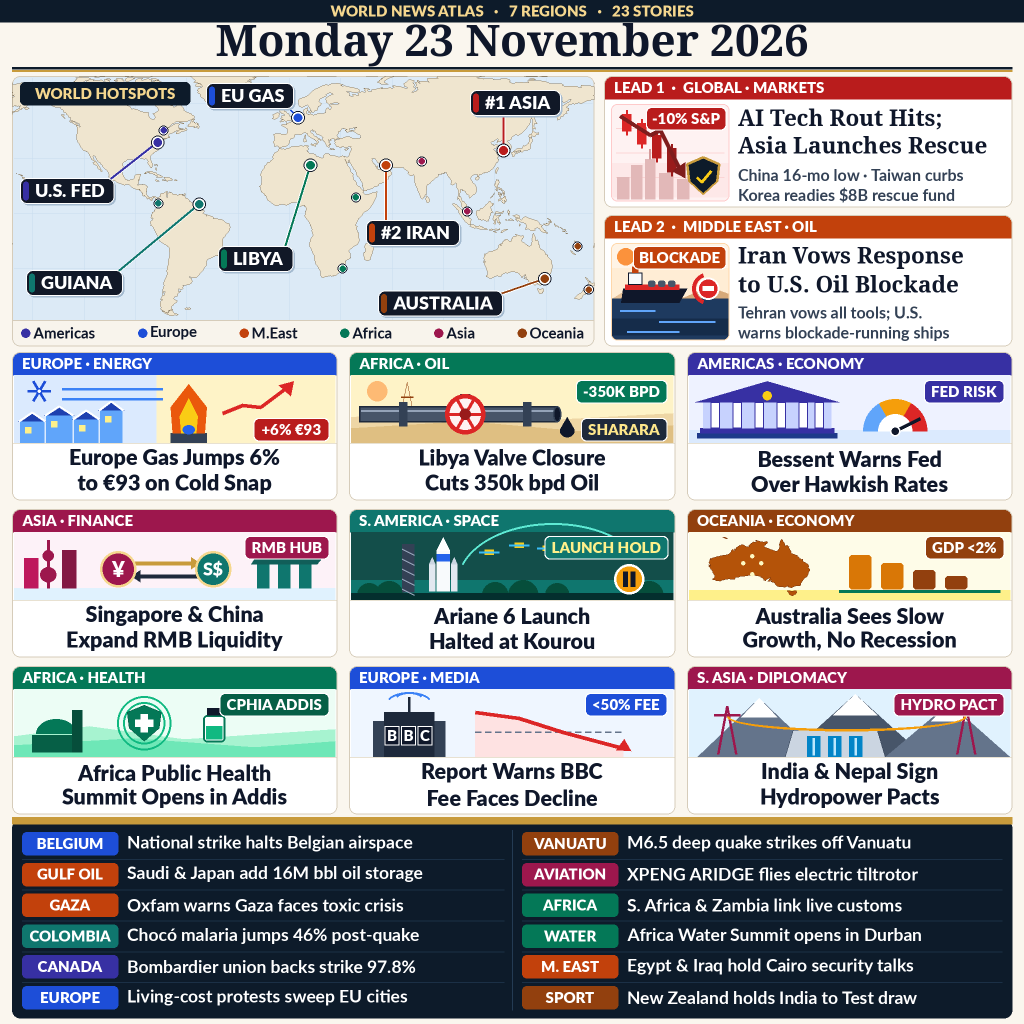 WORLD NEWS ATLAS · 7 REGIONS · 23 STORIES
Monday 23 November 2026
WORLD HOTSPOTS
EU GAS
#1 ASIA
U.S. FED
#2 IRAN
LIBYA
GUIANA
AUSTRALIA
Americas
Europe
M.East
Africa
Asia
Oceania
LEAD 1 · GLOBAL · MARKETS
-10% S&P
AI Tech Rout Hits;
Asia Launches Rescue
China 16-mo low · Taiwan curbs
Korea readies $8B rescue fund
LEAD 2 · MIDDLE EAST · OIL
BLOCKADE
Iran Vows Response
to U.S. Oil Blockade
Tehran vows all tools; U.S.
warns blockade-running ships
EUROPE · ENERGY
+6% €93
Europe Gas Jumps 6%
to €93 on Cold Snap
AFRICA · OIL
-350K BPD
SHARARA
Libya Valve Closure
Cuts 350k bpd Oil
AMERICAS · ECONOMY
FED RISK
Bessent Warns Fed
Over Hawkish Rates
ASIA · FINANCE
RMB HUB
¥
S$
Singapore & China
Expand RMB Liquidity
S. AMERICA · SPACE
LAUNCH HOLD
Ariane 6 Launch
Halted at Kourou
OCEANIA · ECONOMY
GDP <2%
Australia Sees Slow
Growth, No Recession
AFRICA · HEALTH
CPHIA ADDIS
Africa Public Health
Summit Opens in Addis
EUROPE · MEDIA
<50% FEE
BBC
Report Warns BBC
Fee Faces Decline
S. ASIA · DIPLOMACY
HYDRO PACT
India & Nepal Sign
Hydropower Pacts
BELGIUM National strike halts Belgian airspace
GULF OIL Saudi & Japan add 16M bbl oil storage
GAZA Oxfam warns Gaza faces toxic crisis
COLOMBIA Chocó malaria jumps 46% post-quake
CANADA Bombardier union backs strike 97.8%
EUROPE Living-cost protests sweep EU cities
VANUATU M6.5 deep quake strikes off Vanuatu
AVIATION XPENG ARIDGE flies electric tiltrotor
AFRICA S. Africa & Zambia link live customs
WATER Africa Water Summit opens in Durban
M. EAST Egypt & Iraq hold Cairo security talks
SPORT New Zealand holds India to Test draw